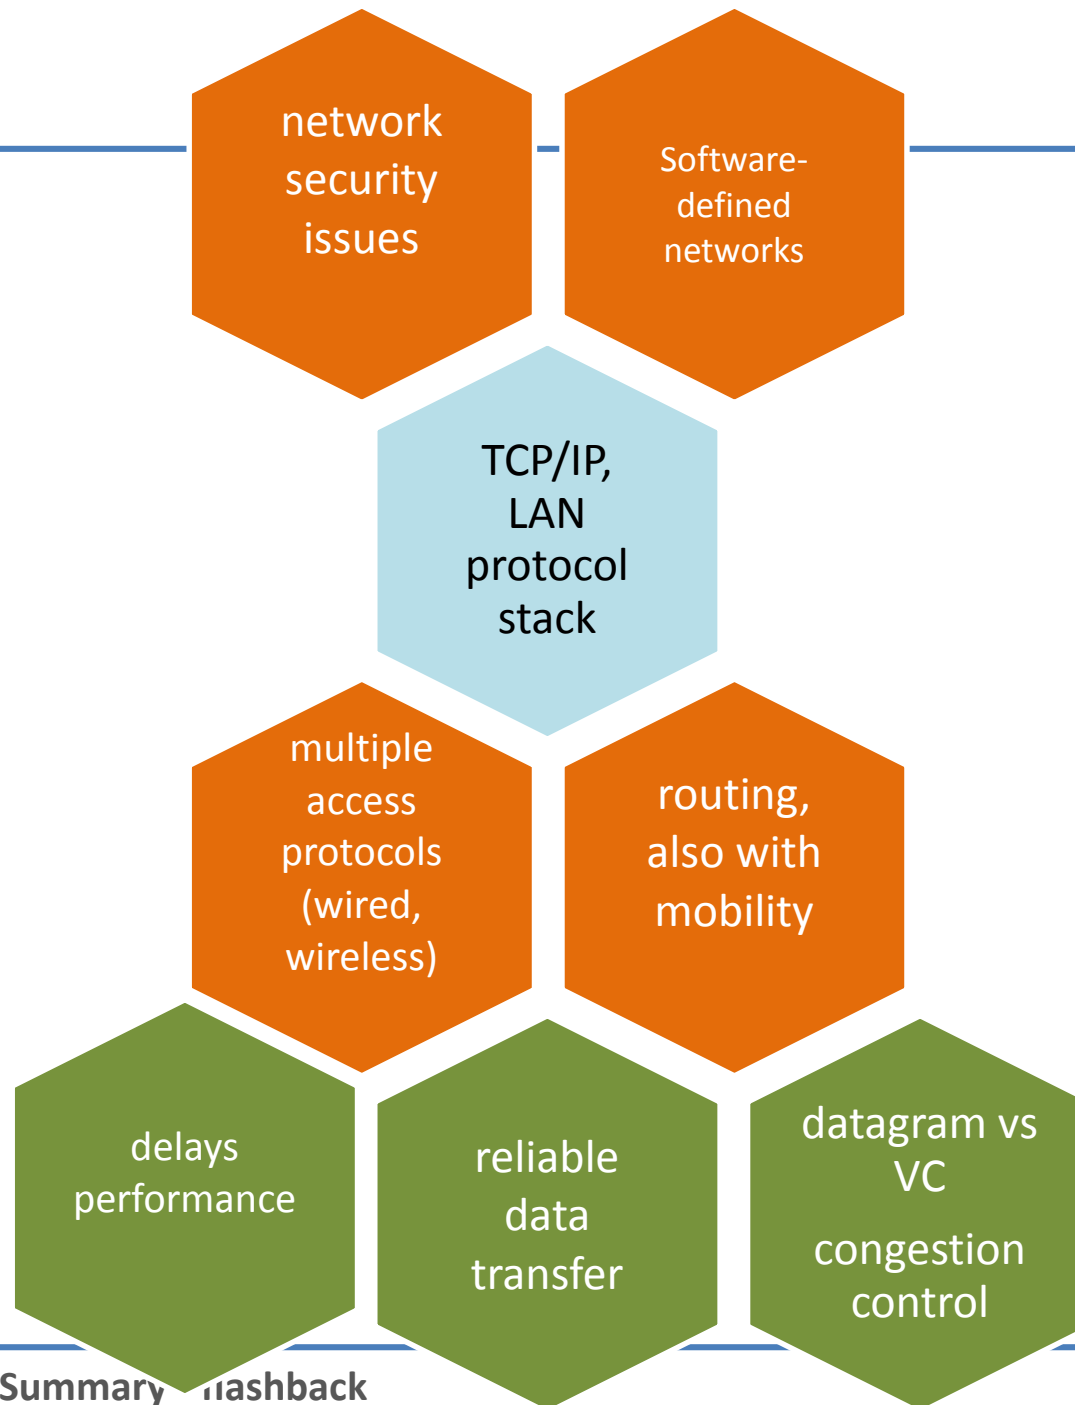 network
security
issues
Software-
defined
networks
TCP/IP,
LAN
protocol
stack
multiple
access
protocols
(wired,
wireless)
routing,
also with
mobility
delays
performance
reliable
data
transfer
datagram vs
VC
congestion
control
Summary flashback